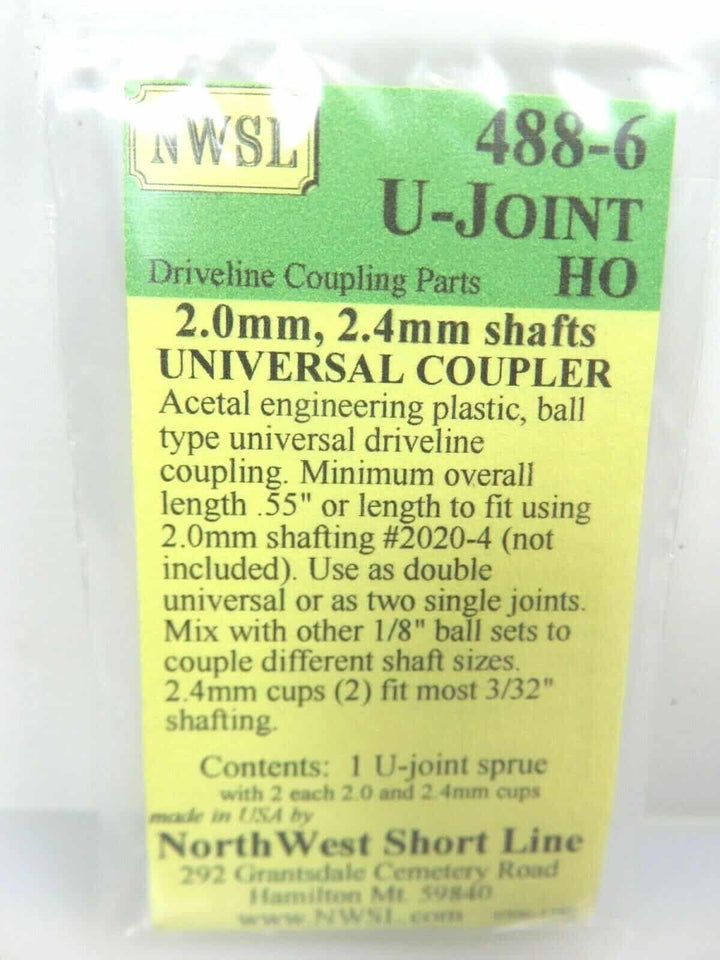 NWSL
488-6
U-JOINT
Driveline Coupling Parts HO
2.0mm, 2.4mm shafts
UNIVERSAL COUPLER
Acetal engineering plastic, ball
type universal driveline
coupling. Minimum overall
length .55" or length to fit using
2.0mm shafting #2020-4 (not
included). Use as double
universal or as two single joints.
Mix with other 1/8" ball sets to
couple different shaft sizes.
2.4mm cups (2) fit most 3/32"
shafting.
Contents: 1 U-joint sprue
with 2 each 2.0 and 2.4mm cups
made in USA by
NorthWest Short Line
292 Grantsdale Cemetery Road
Hamilton Mt. 59840
www.NWSL.com